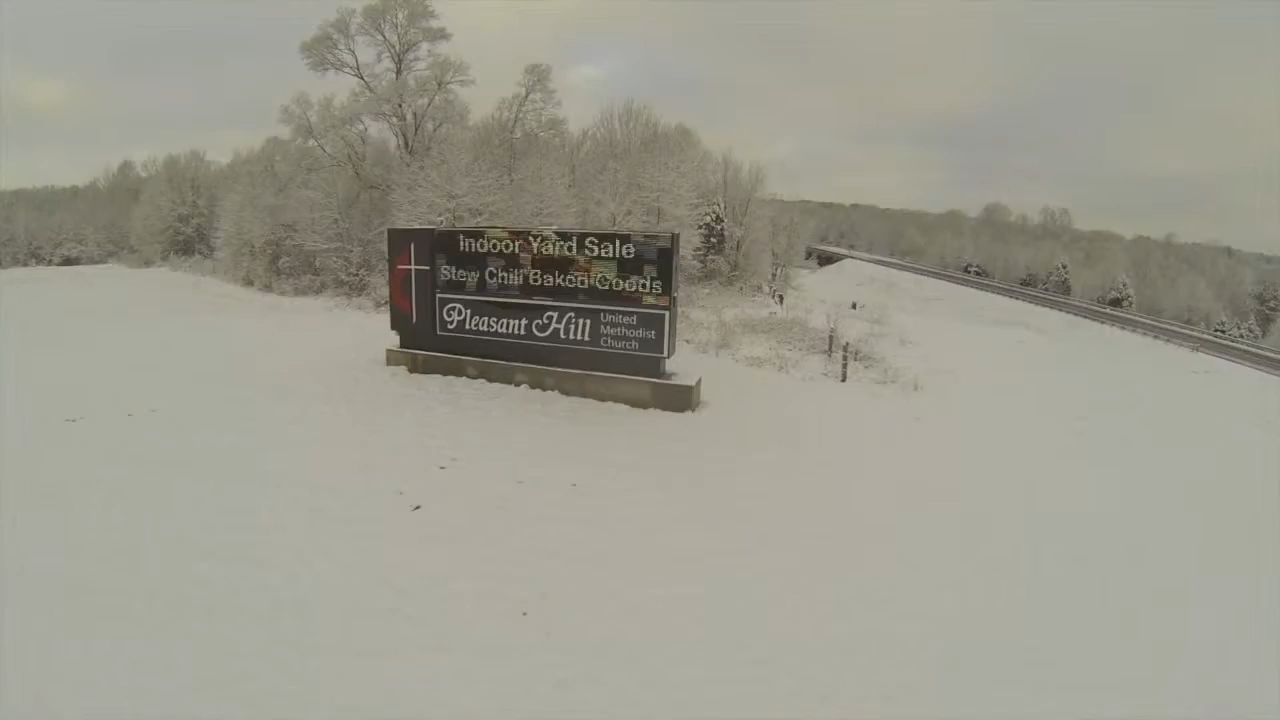 Indoor Yard Sale
Stew Chili Baked Goods
Pleasant Hill
United
Methodist
Church